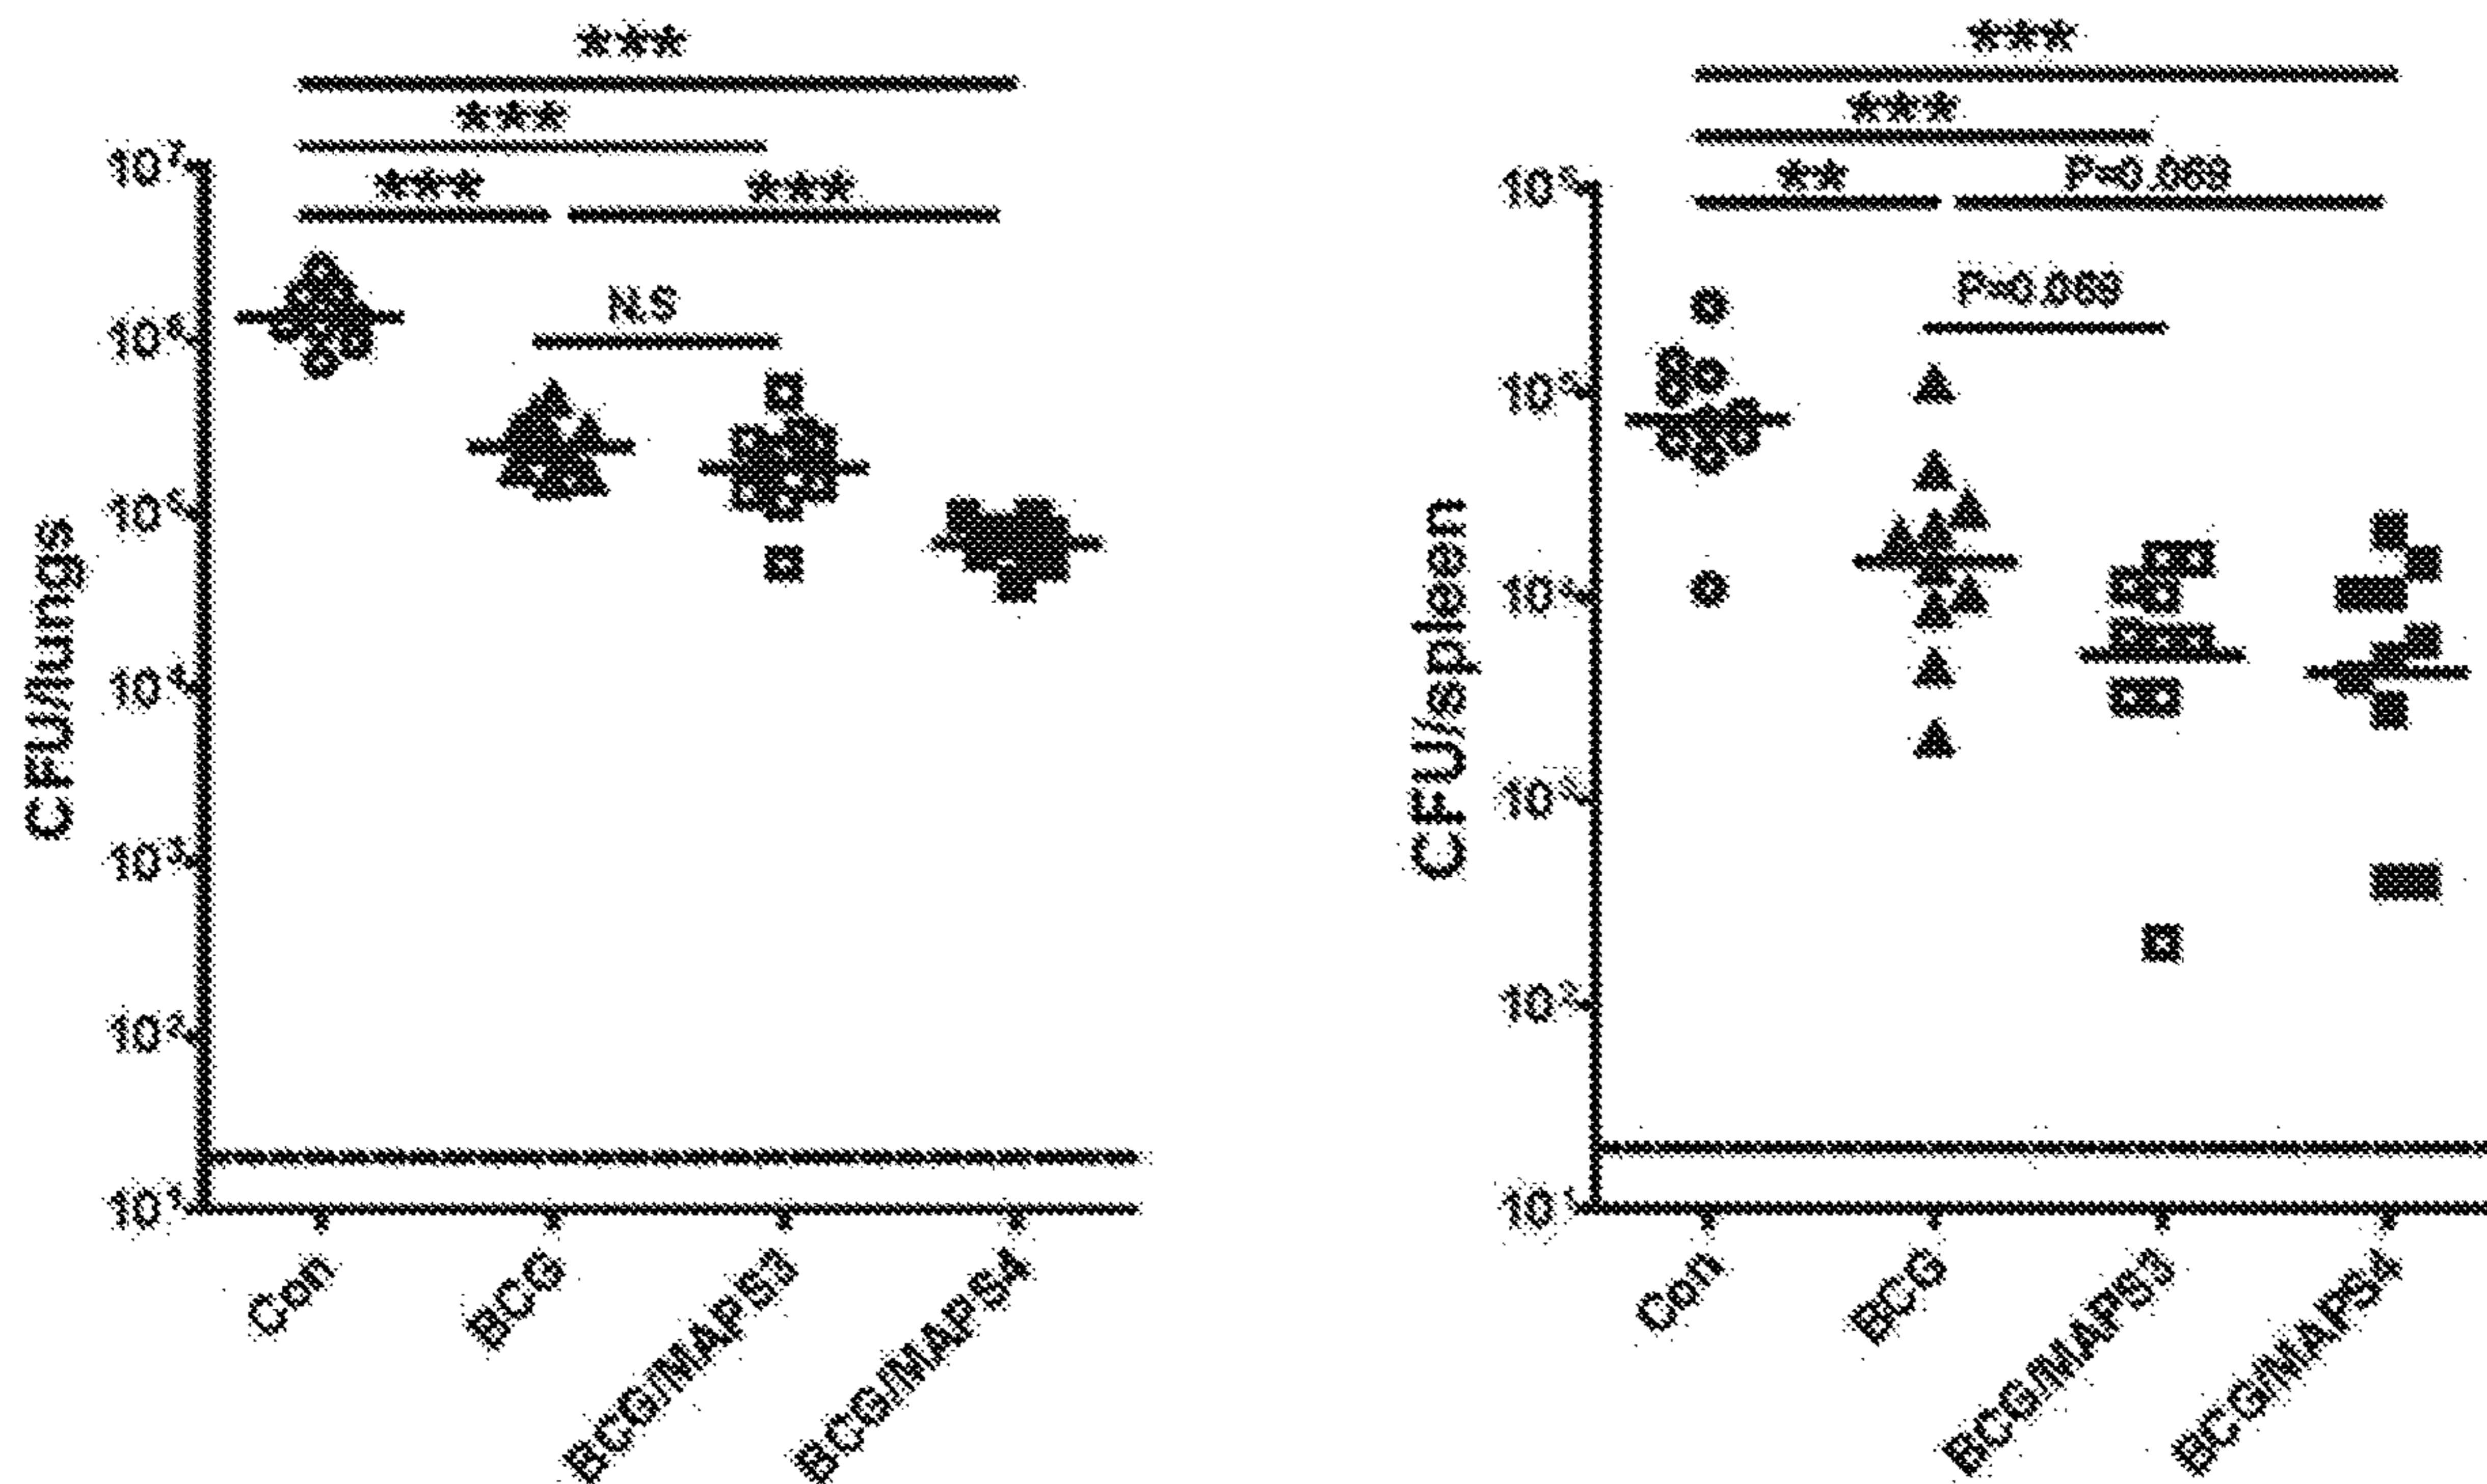 ***
***
*** ***
N.S
10⁷
10⁶
10⁵
10⁴
10³
10²
10¹
CFU/lungs
Con
BCG
BCG/MAPS3
BCG/MAPS4
***
***
** P=0.069
P=0.069
10⁶
10⁵
10⁴
10³
10²
10¹
CFU/spleen
Con
BCG
BCG/MAPS3
BCG/MAPS4